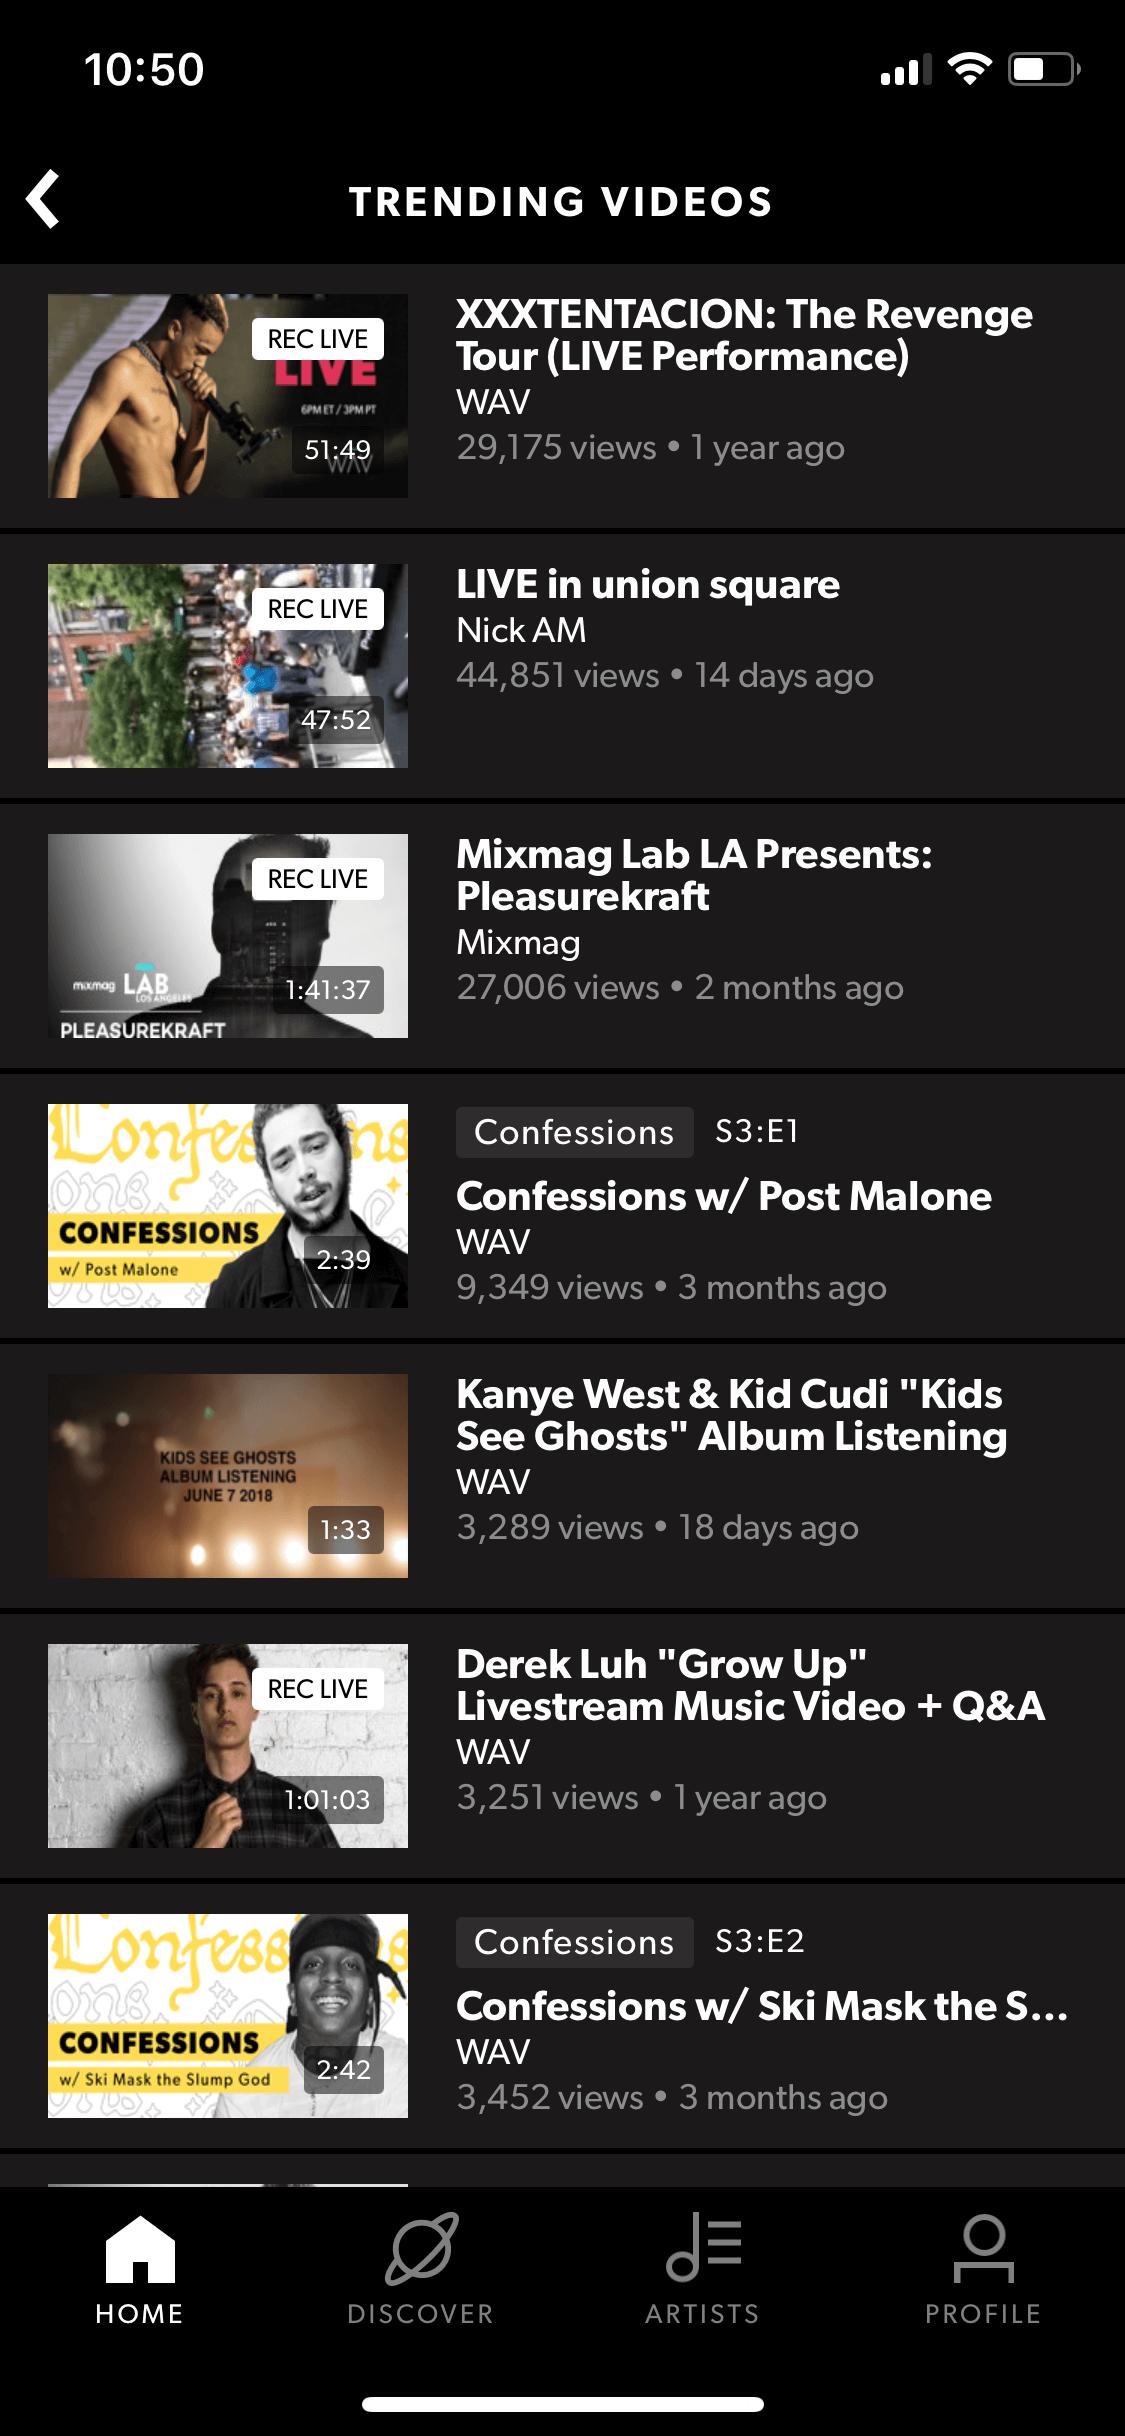 10:50
TRENDING VIDEOS
REC LIVE
LIVE
6PM ET / 3PM PT
51:49
WAV
XXXTENTACION: The Revenge
Tour (LIVE Performance)
WAV
29,175 views • 1 year ago
REC LIVE
47:52
LIVE in union square
Nick AM
44,851 views • 14 days ago
REC LIVE
mixmag LAB
LOS ANGELES
1:41:37
PLEASUREKRAFT
Mixmag Lab LA Presents:
Pleasurekraft
Mixmag
27,006 views • 2 months ago
CONFESSIONS
w/ Post Malone
2:39
Confessions S3:E1
Confessions w/ Post Malone
WAV
9,349 views • 3 months ago
KIDS SEE GHOSTS
ALBUM LISTENING
JUNE 7 2018
1:33
Kanye West & Kid Cudi "Kids
See Ghosts" Album Listening
WAV
3,289 views • 18 days ago
REC LIVE
1:01:03
Derek Luh "Grow Up"
Livestream Music Video + Q&A
WAV
3,251 views • 1 year ago
CONFESSIONS
w/ Ski Mask the Slump God
2:42
Confessions S3:E2
Confessions w/ Ski Mask the S...
WAV
3,452 views • 3 months ago
HOME DISCOVER ARTISTS PROFILE